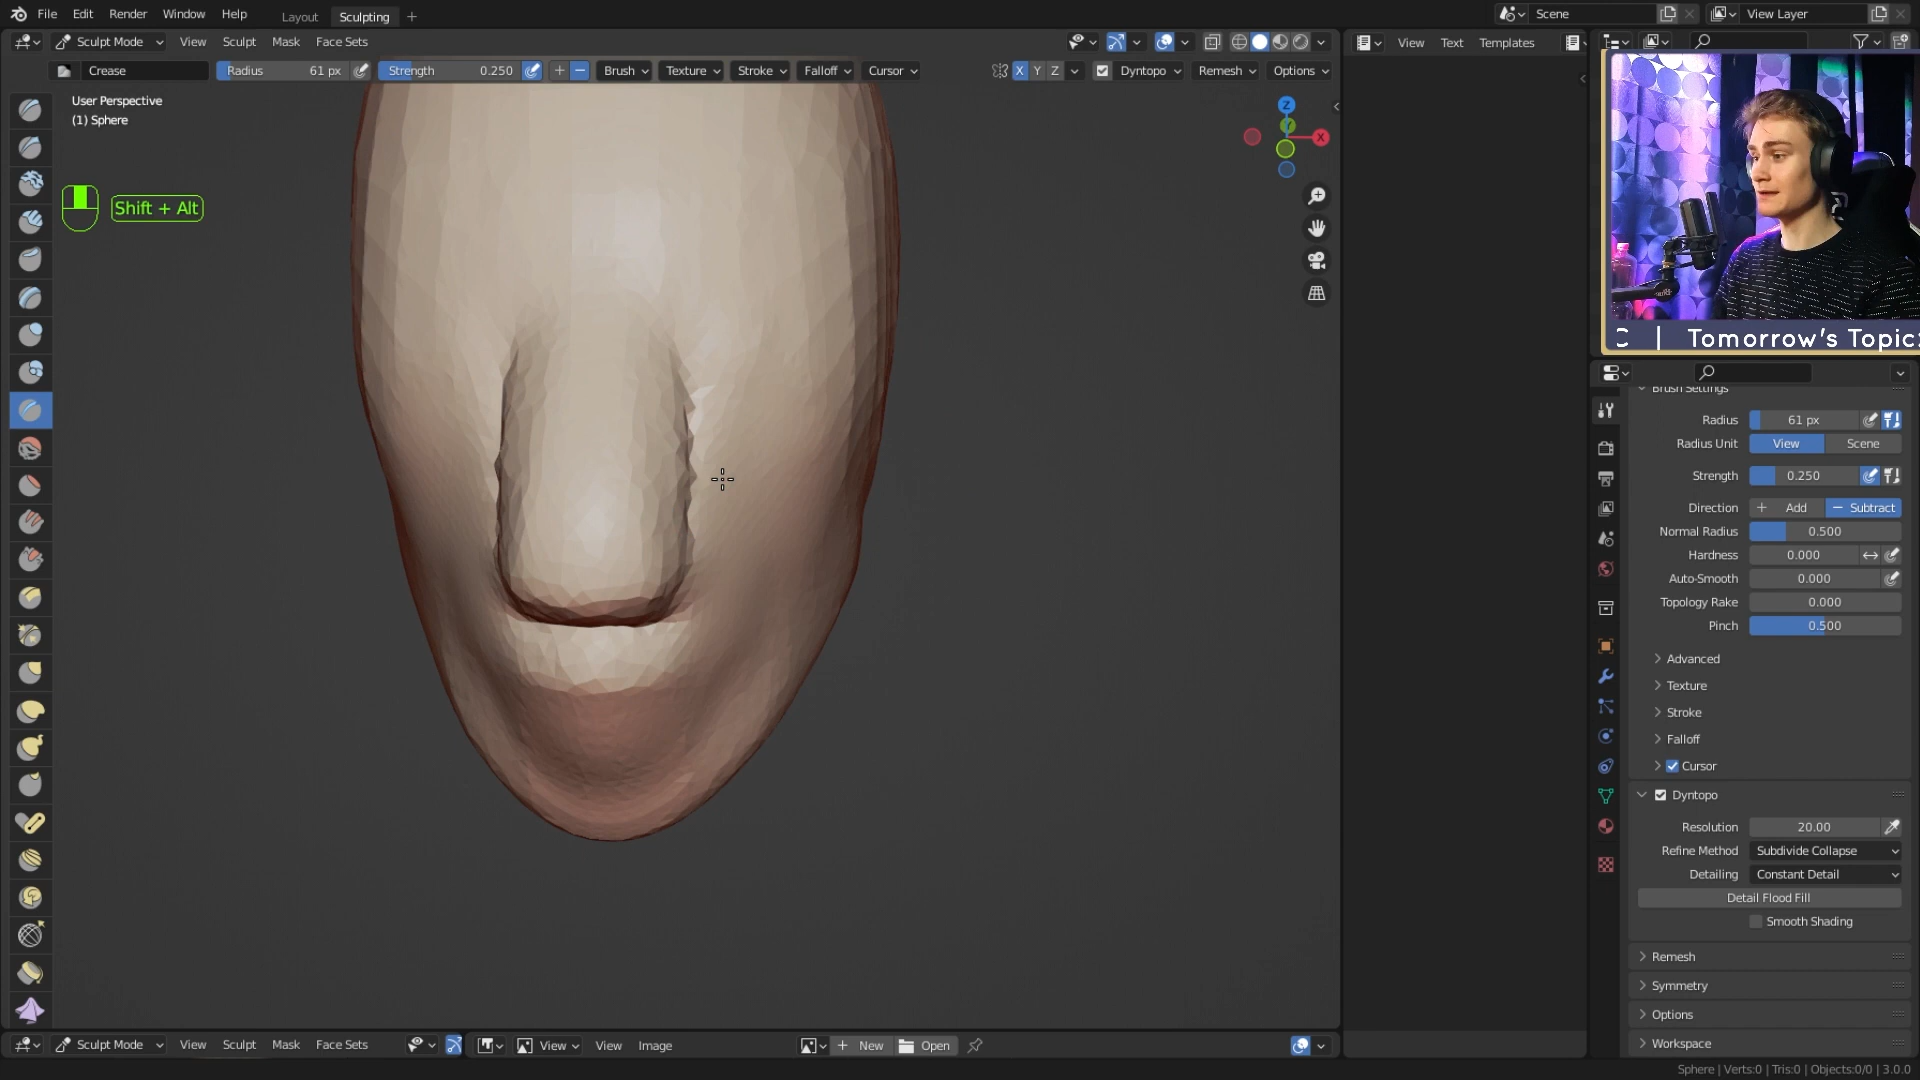 File Edit Render Window Help Layout Sculpting + Scene View Layer
Sculpt Mode View Sculpt Mask Face Sets View Text Templates
Crease Radius 61 px Strength 0.250 + − Brush Texture Stroke Falloff Cursor X Y Z Dyntopo Remesh Options
User Perspective
(1) Sphere
Z
Y
X
Shift + Alt
C | Tomorrow's Topic:
Brush Settings
Radius 61 px
Radius Unit View Scene
Strength 0.250
Direction + Add − Subtract
Normal Radius 0.500
Hardness 0.000
Auto-Smooth 0.000
Topology Rake 0.000
Pinch 0.500
Advanced
Texture
Stroke
Falloff
Cursor
Dyntopo
Resolution 20.00
Refine Method Subdivide Collapse
Detailing Constant Detail
Detail Flood Fill
Smooth Shading
Remesh
Symmetry
Options
Workspace
Sculpt Mode View Sculpt Mask Face Sets View View Image + New Open
Sphere | Verts:0 | Tris:0 | Objects:0/0 | 3.0.0